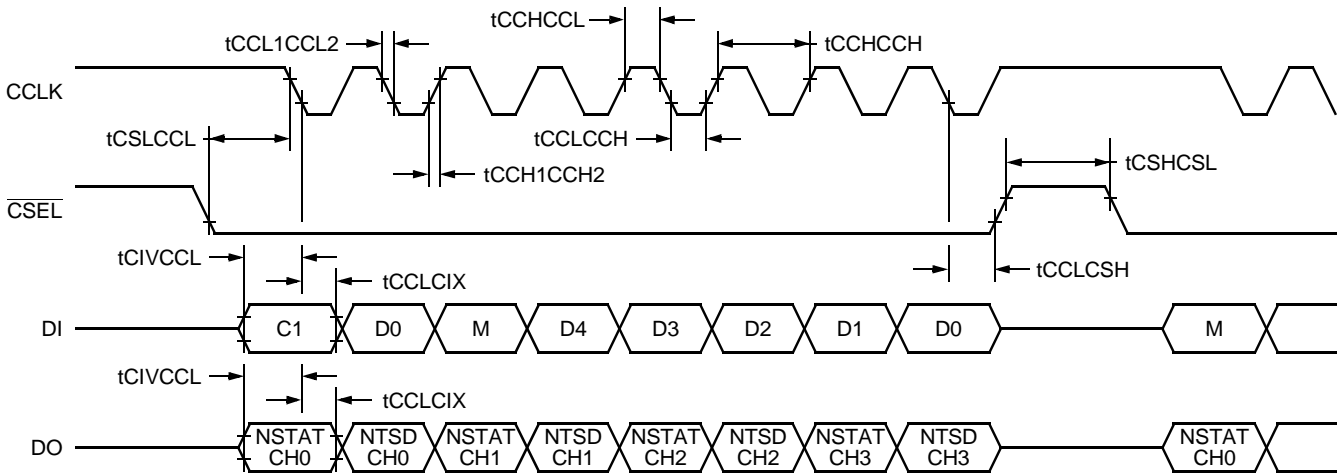 tCCHCCL
tCCL1CCL2
tCCHCCH
CCLK
tCSLCCL
tCCLCCH
tCCH1CCH2
tCSHCSL
CSEL
tCIVCCL
tCCLCIX
tCCLCSH
DI
C1
D0
M
D4
D3
D2
D1
D0
M
tCIVCCL
tCCLCIX
DO
NSTAT
CH0
NTSD
CH0
NSTAT
CH1
NTSD
CH1
NSTAT
CH2
NTSD
CH2
NSTAT
CH3
NTSD
CH3
NSTAT
CH0